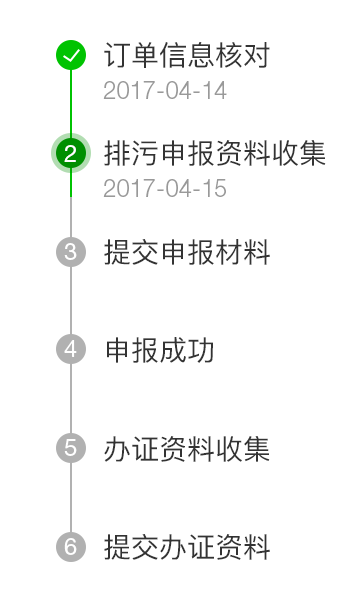 订单信息核对
2017-04-14
2 排污申报资料收集
2017-04-15
3 提交申报材料
4 申报成功
5 办证资料收集
6 提交办证资料